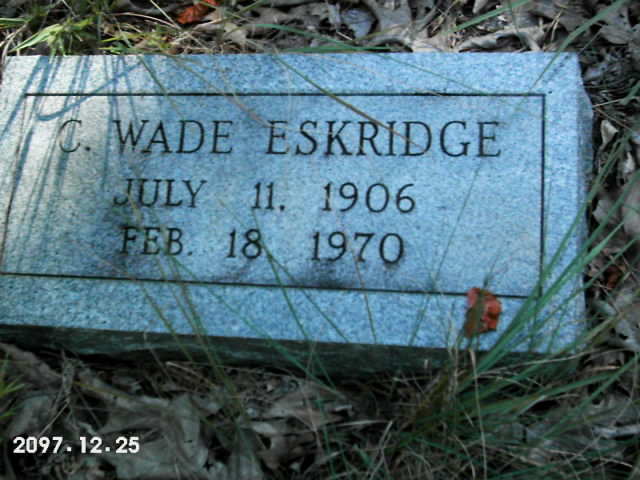 C. WADE ESKRIDGE
JULY 11, 1906
FEB. 18 1970
2097.12.25